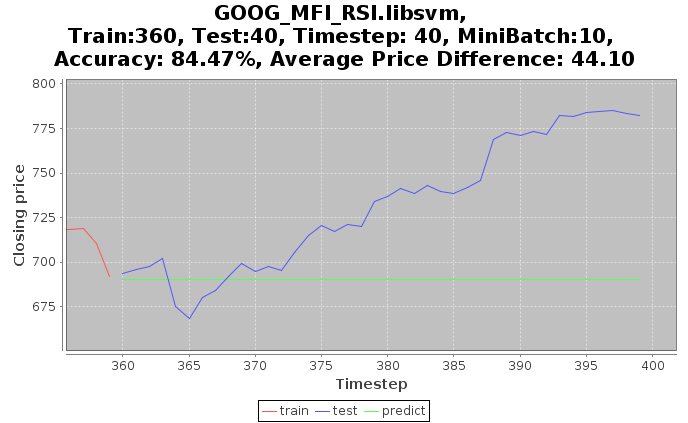 GOOG_MFI_RSI.libsvm,
Train:360, Test:40, Timestep: 40, MiniBatch:10,
Accuracy: 84.47%, Average Price Difference: 44.10
800
775
750
725
700
675
Closing price
360 365 370 375 380 385 390 395 400
Timestep
train test predict